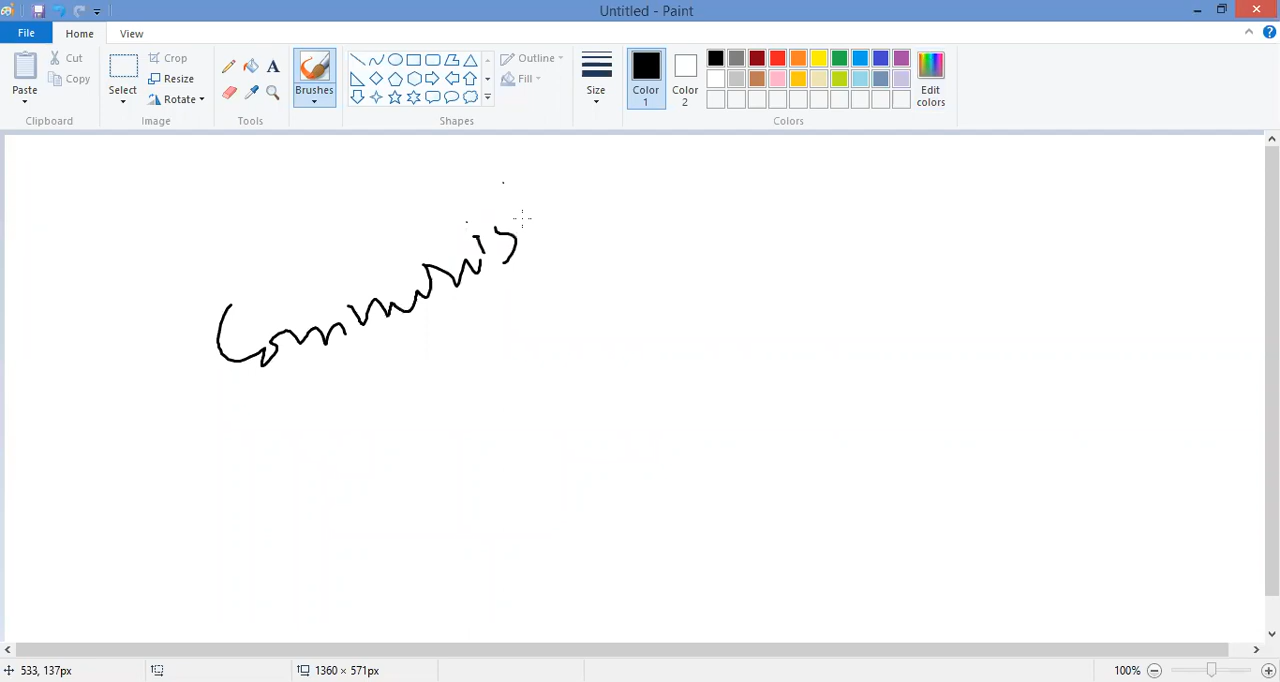 Untitled - Paint
File Home View
Paste Cut Copy Select Crop Resize Rotate A Brushes Outline Fill Size Color 1 Color 2 Edit colors
Clipboard Image Tools Shapes Colors
Communis
533, 137px 1360 × 571px 100%